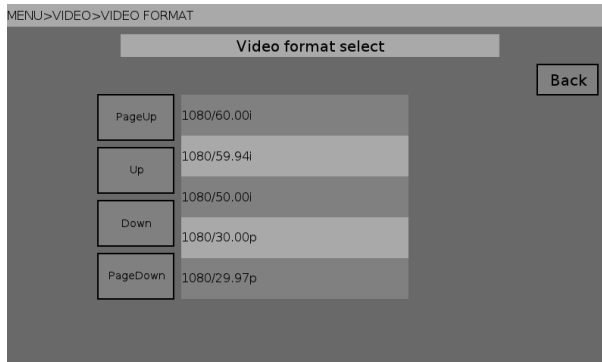 MENU>VIDEO>VIDEO FORMAT
Video format select
Back
PageUp
1080/60.00i
1080/59.94i
Up
1080/50.00i
Down
1080/30.00p
PageDown
1080/29.97p